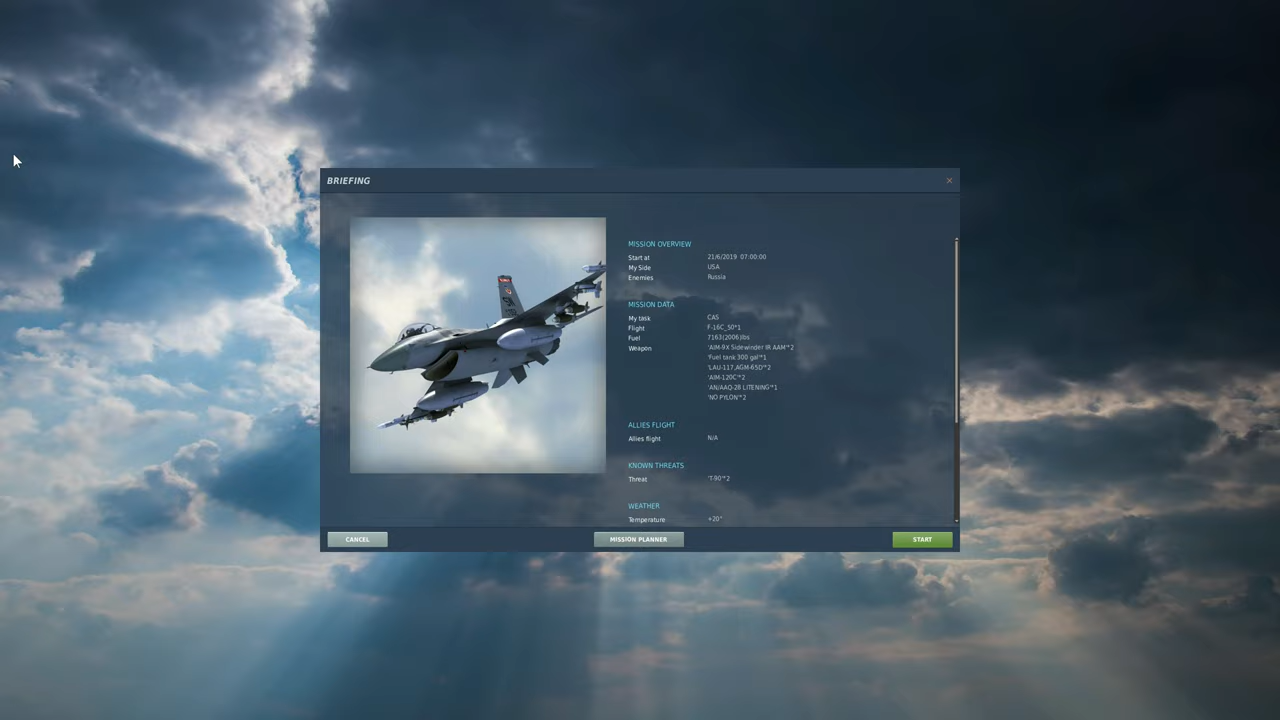 BRIEFING
MISSION OVERVIEW
Start at 21/6/2019 07:00:00
My Side USA
Enemies Russia
MISSION DATA
My task CAS
Flight F-16C_50*1
Fuel 7163(2006)lbs
Weapon 'AIM-9X Sidewinder IR AAM'*2
'Fuel tank 300 gal'*1
'LAU-117,AGM-65D'*2
'AIM-120C'*2
'AN/AAQ-28 LITENING'*1
'NO PYLON'*2
ALLIES FLIGHT
Allies flight N/A
KNOWN THREATS
Threat 'T-90'*2
WEATHER
Temperature +20°
CANCEL
MISSION PLANNER
START